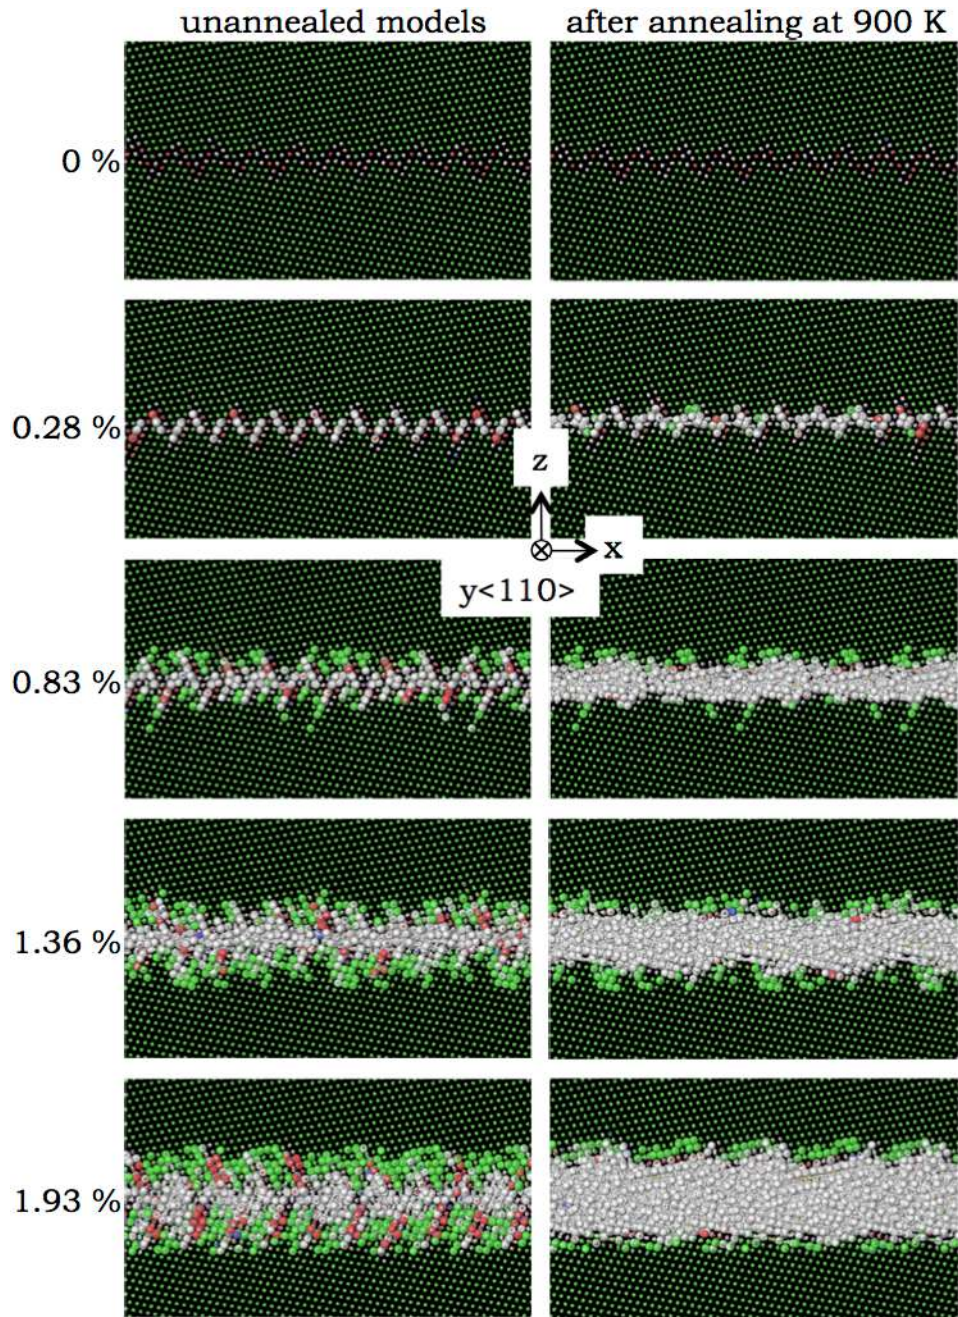 unannealed models
after annealing at 900 K
0 %
0.28 %
z
x
y<110>
0.83 %
1.36 %
1.93 %